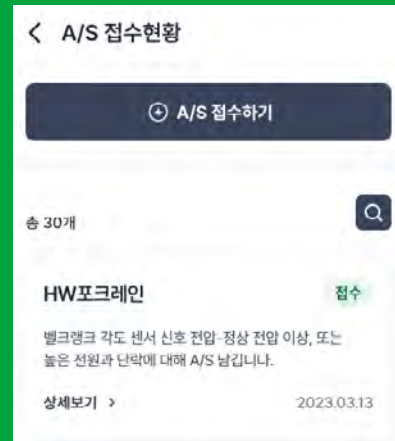 A/S 접수현황
A/S 접수하기
총 30개
HW포크레인 접수
벨크랭크 각도 센서 신호 전압-정상 전압 이상, 또는
높은 전원과 단락에 대해 A/S 남깁니다.
상세보기 >
2023.03.13